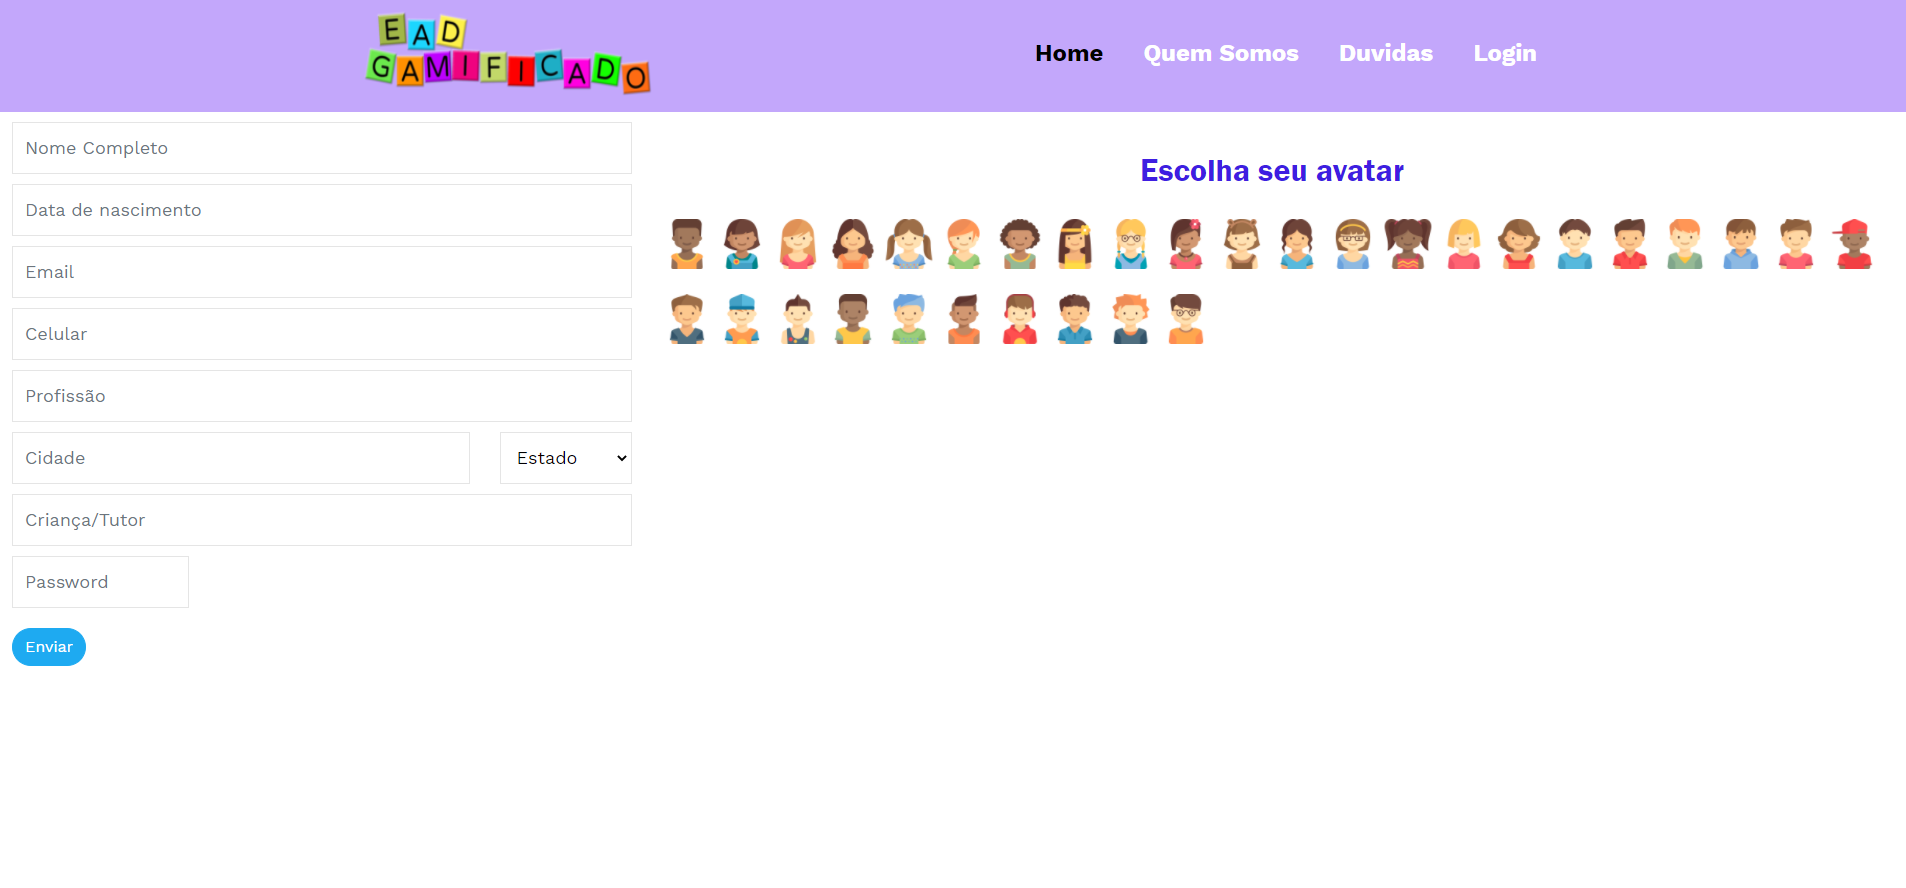 EAD
GAMIFICADO
Home Quem Somos Duvidas Login
Nome Completo
Data de nascimento
Email
Celular
Profissão
Cidade Estado
Criança/Tutor
Password
Enviar
Escolha seu avatar